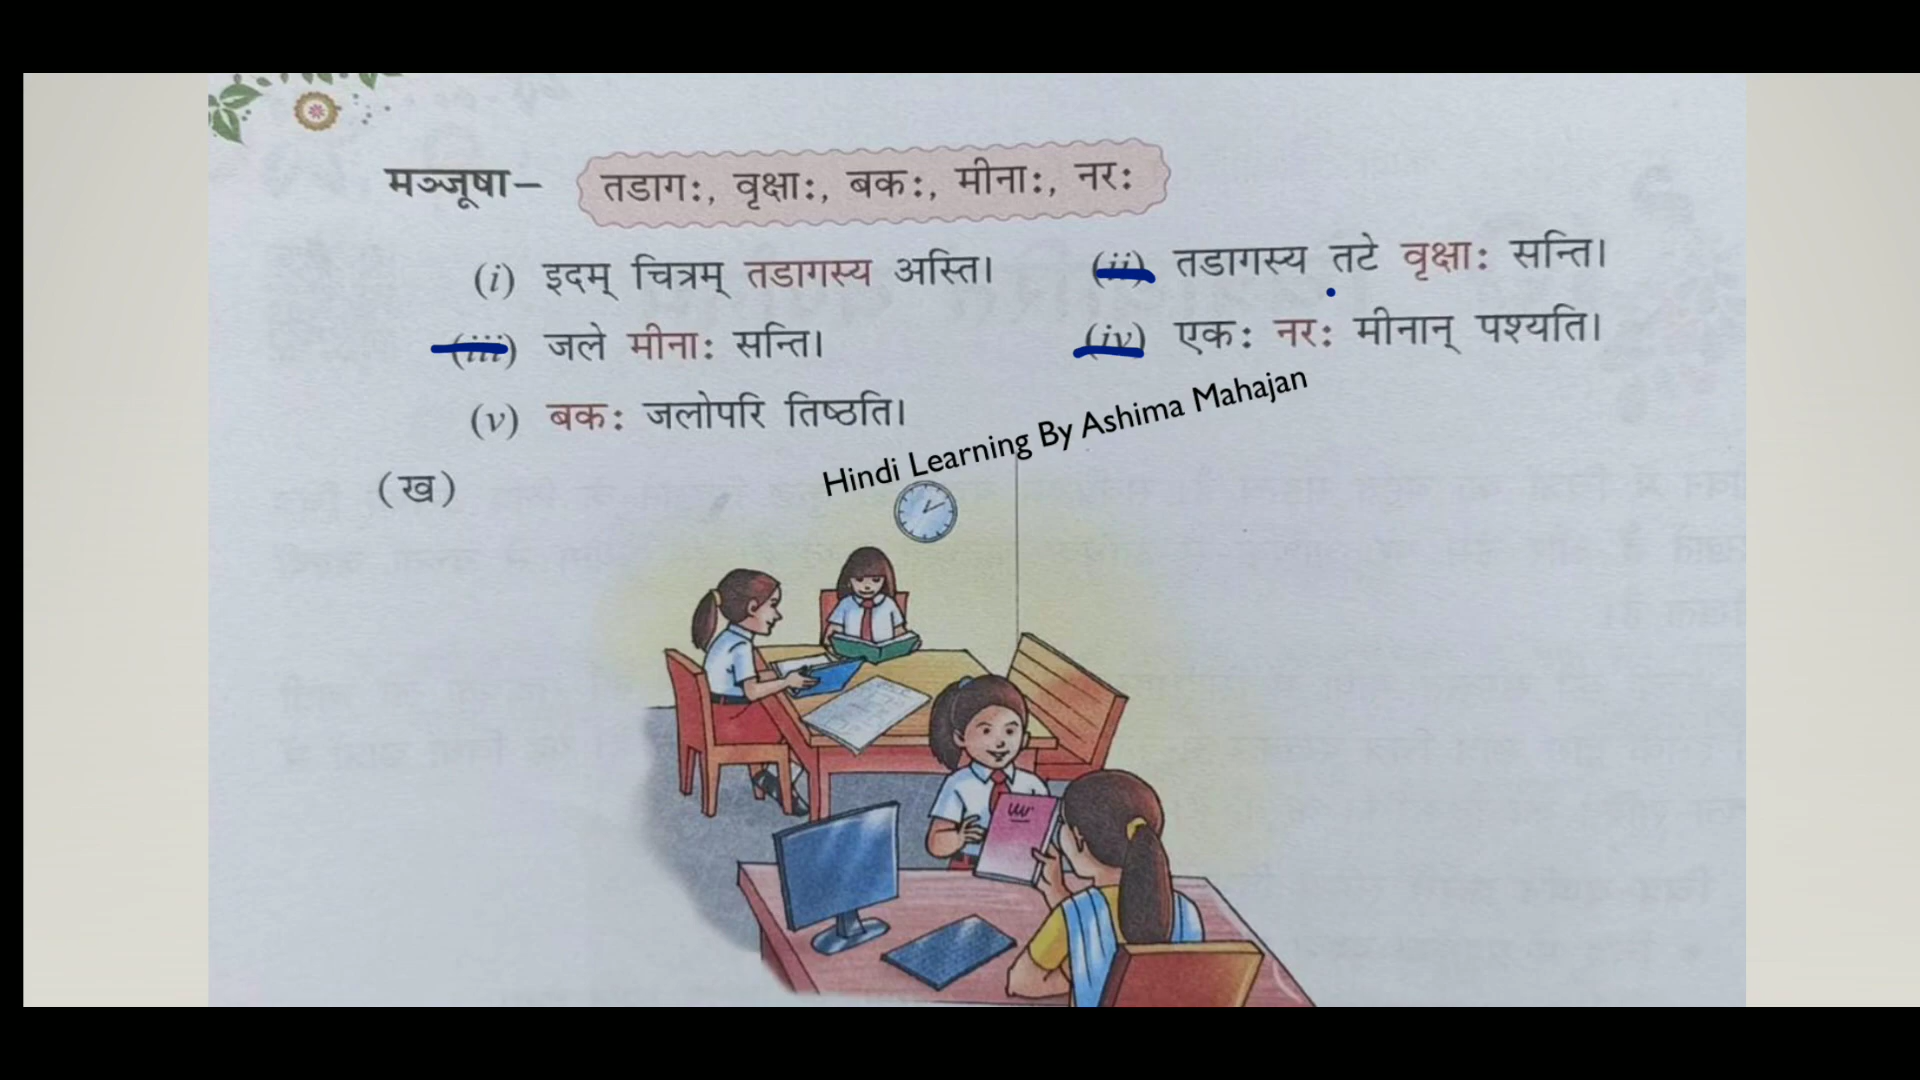 मञ्जूषा– तडागः, वृक्षाः, बकः, मीनाः, नरः
(i) इदम् चित्रम् तडागस्य अस्ति। (ii) तडागस्य तटे वृक्षाः सन्ति।
(iii) जले मीनाः सन्ति। (iv) एकः नरः मीनान् पश्यति।
(v) बकः जलोपरि तिष्ठति।
Hindi Learning By Ashima Mahajan
(ख)